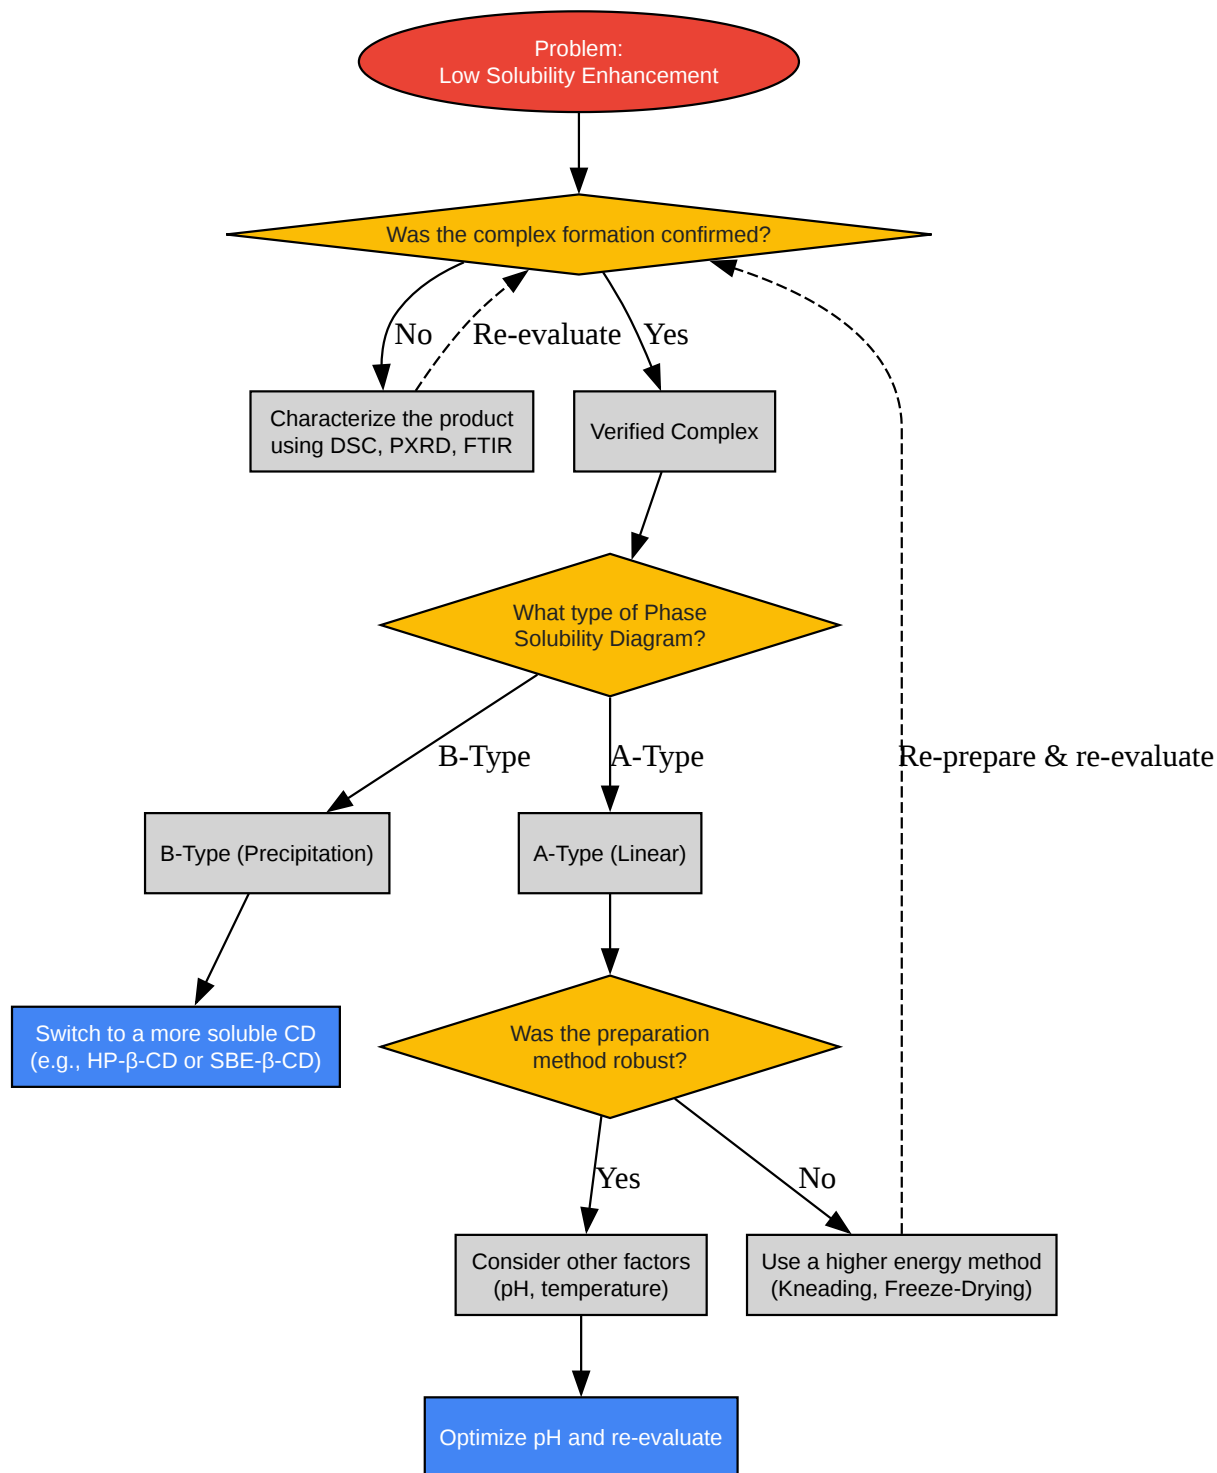 Problem:
Low Solubility Enhancement
Was the complex formation confirmed?
No
Re-evaluate
Yes
Characterize the product
using DSC, PXRD, FTIR
Verified Complex
What type of Phase
Solubility Diagram?
B-Type
A-Type
Re-prepare & re-evaluate
B-Type (Precipitation)
A-Type (Linear)
Switch to a more soluble CD
(e.g., HP-β-CD or SBE-β-CD)
Was the preparation
method robust?
Yes
No
Consider other factors
(pH, temperature)
Use a higher energy method
(Kneading, Freeze-Drying)
Optimize pH and re-evaluate